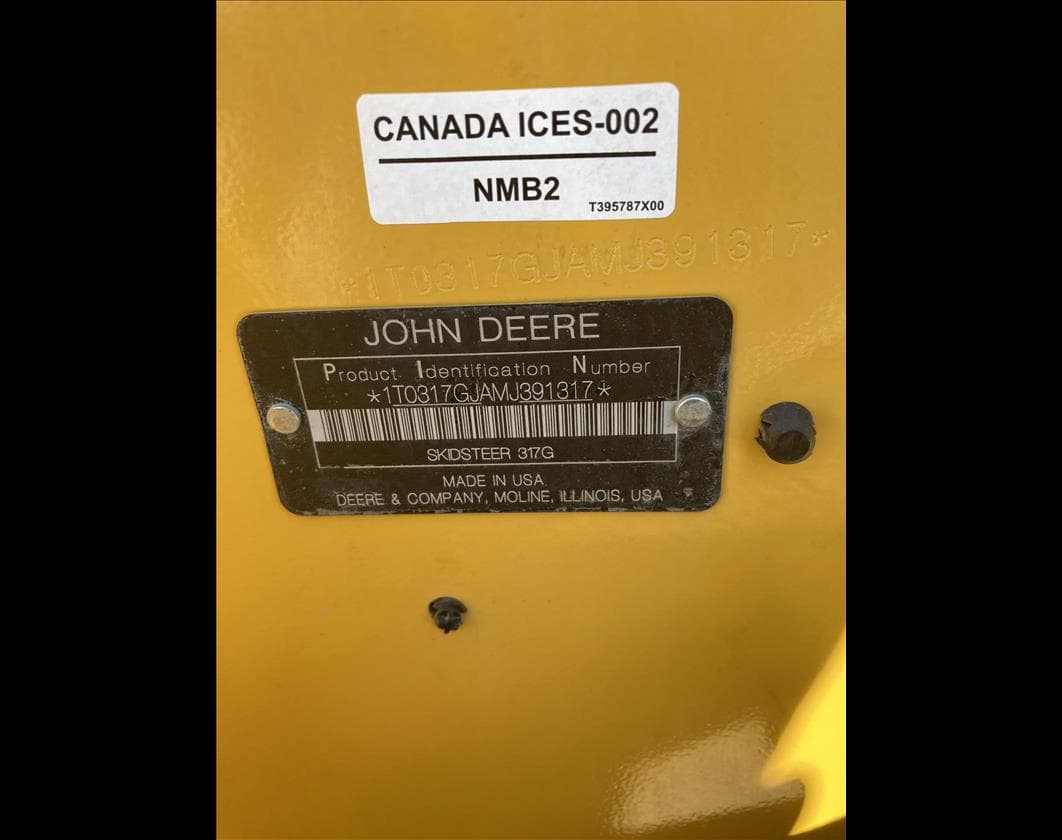 CANADA ICES-002
NMB2
T395787X00
*1T0317GJAMJ391317*
JOHN DEERE
Product Identification Number
*1T0317GJAMJ391317*
SKIDSTEER 317G
MADE IN USA
DEERE & COMPANY, MOLINE, ILLINOIS, USA